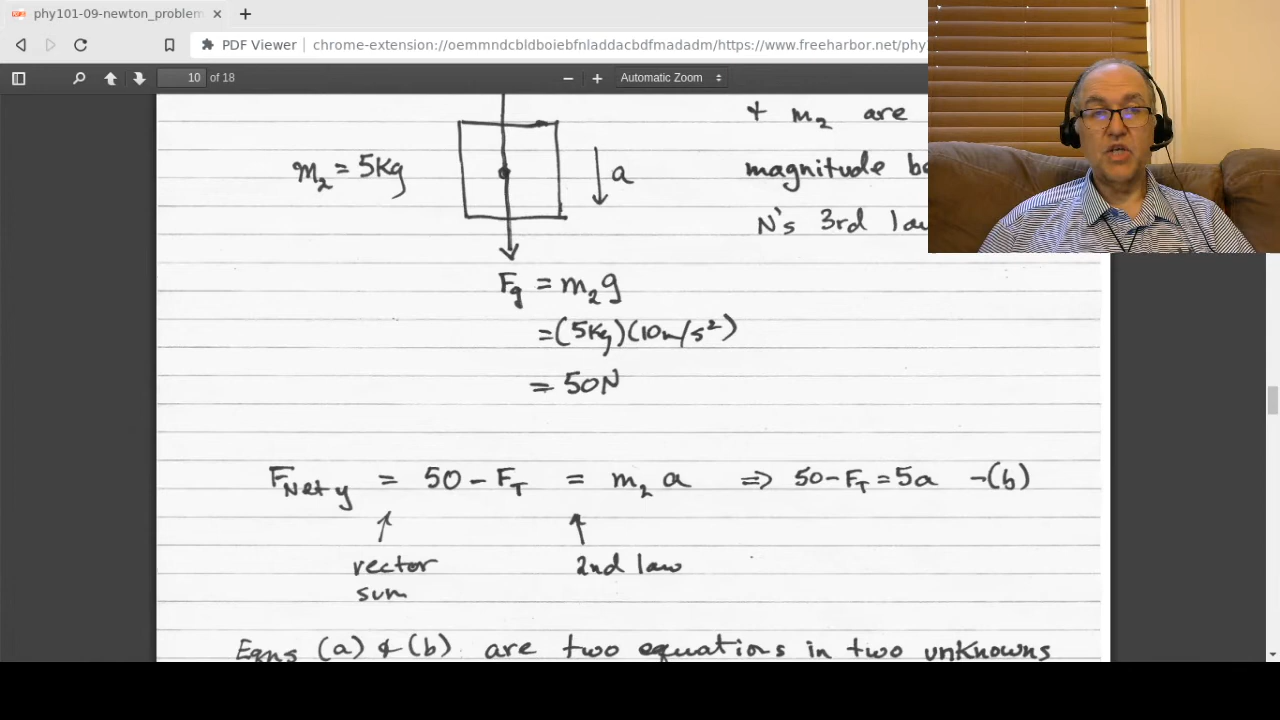 phy101-09-newton_problem
PDF Viewer chrome-extension://oemmndcbldboiebfnladdacbdfmadadm/https://www.freeharbor.net/phy
10 of 18 Automatic Zoom
& m₂ are
m₂ = 5Kg
a
magnitude
N's 3rd
Fg = m₂g
=(5Kg)(10m/s²)
= 50N
FNet y = 50 - FT = m₂ a => 50-FT=5a -(b)
vector
sum
2nd law
Eqns (a) & (b) are two equations in two unknowns